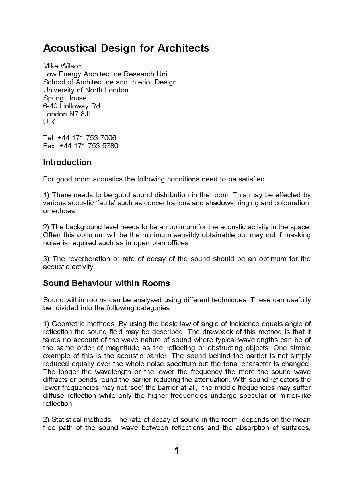 Acoustical Design for Architects
Mike Wilson
Low Energy Architecture Research Unit
School of Architecture and Interior Design
University of North London
Spring House
6-40 Holloway Rd
London N7 8JL
U.K.
Tel +44 171 753 7006
Fax +44 171 753 5780
Introduction
For good room acoustics the following conditions need to be satisfied
1) There needs to be good sound distribution in the room. This may be affected by
various acoustic 'faults' such as concentrations and shadows, ringing and colouration
or echoes.
2) The background level needs to be an optimum for the acoustic activity in the space.
Often this optimum will be the minimum sensibly obtainable but may not if masking
noise is required such as in open plan offices.
3) The reverberation or rate of decay of the sound should be an optimum for the
acoustic activity.
Sound Behaviour within Rooms
Sound within rooms can be analysed using different techniques. These can usefully
be divided into the following categories.
1) Geometric methods. By using the basic law of angle of incidence equals angle of
reflection the sound field may be described. The drawback of this method is that it
takes no account of the wave nature of sound where typical wavelengths can be of
the same order of magnitude as the reflecting or obstructing objects. One simple
example of this is the acoustic barrier. The sound behind the barrier is not simply
reduced equally over the whole noise spectrum but the tonal character is changed.
The longer the wavelength or the lower the frequency the more the sound wave
diffracts or bends round the barrier reducing the attenuation. With sound reflectors the
lower frequencies may not 'see' the barrier at all, the middle frequencies may suffer
diffuse reflection while only the higher frequencies undergo specular or mirror-like
reflection.
2) Statistical methods. The rate of decay of sound in the room depends on the mean
free path of the sound wave between reflections and the absorption of surfaces,
1